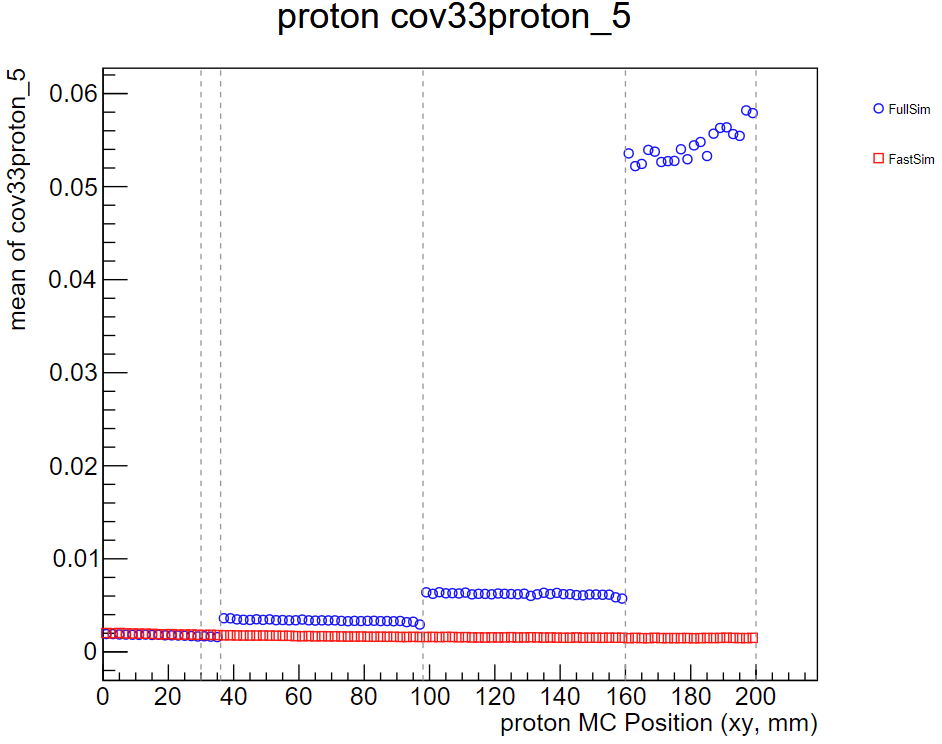 proton cov33proton_5
mean of cov33proton_5
0.06
0.05
0.04
0.03
0.02
0.01
0
0 20 40 60 80 100 120 140 160 180 200
proton MC Position (xy, mm)
FullSim
FastSim